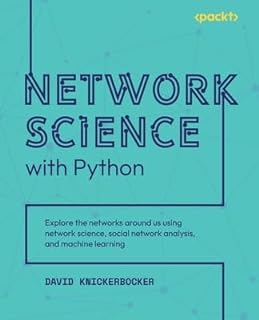 <packt>
NETWORK
SCIENCE
with Python
Explore the networks around us using
network science, social network analysis,
and machine learning
DAVID KNICKERBOCKER